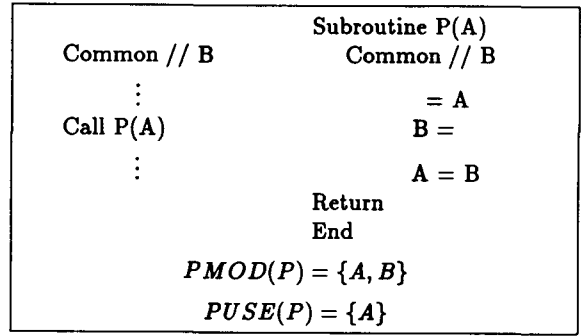 Subroutine P(A)
Common // B Common // B
⋮ = A
Call P(A) B =
⋮ A = B
Return
End
PMOD(P) = {A, B}
PUSE(P) = {A}